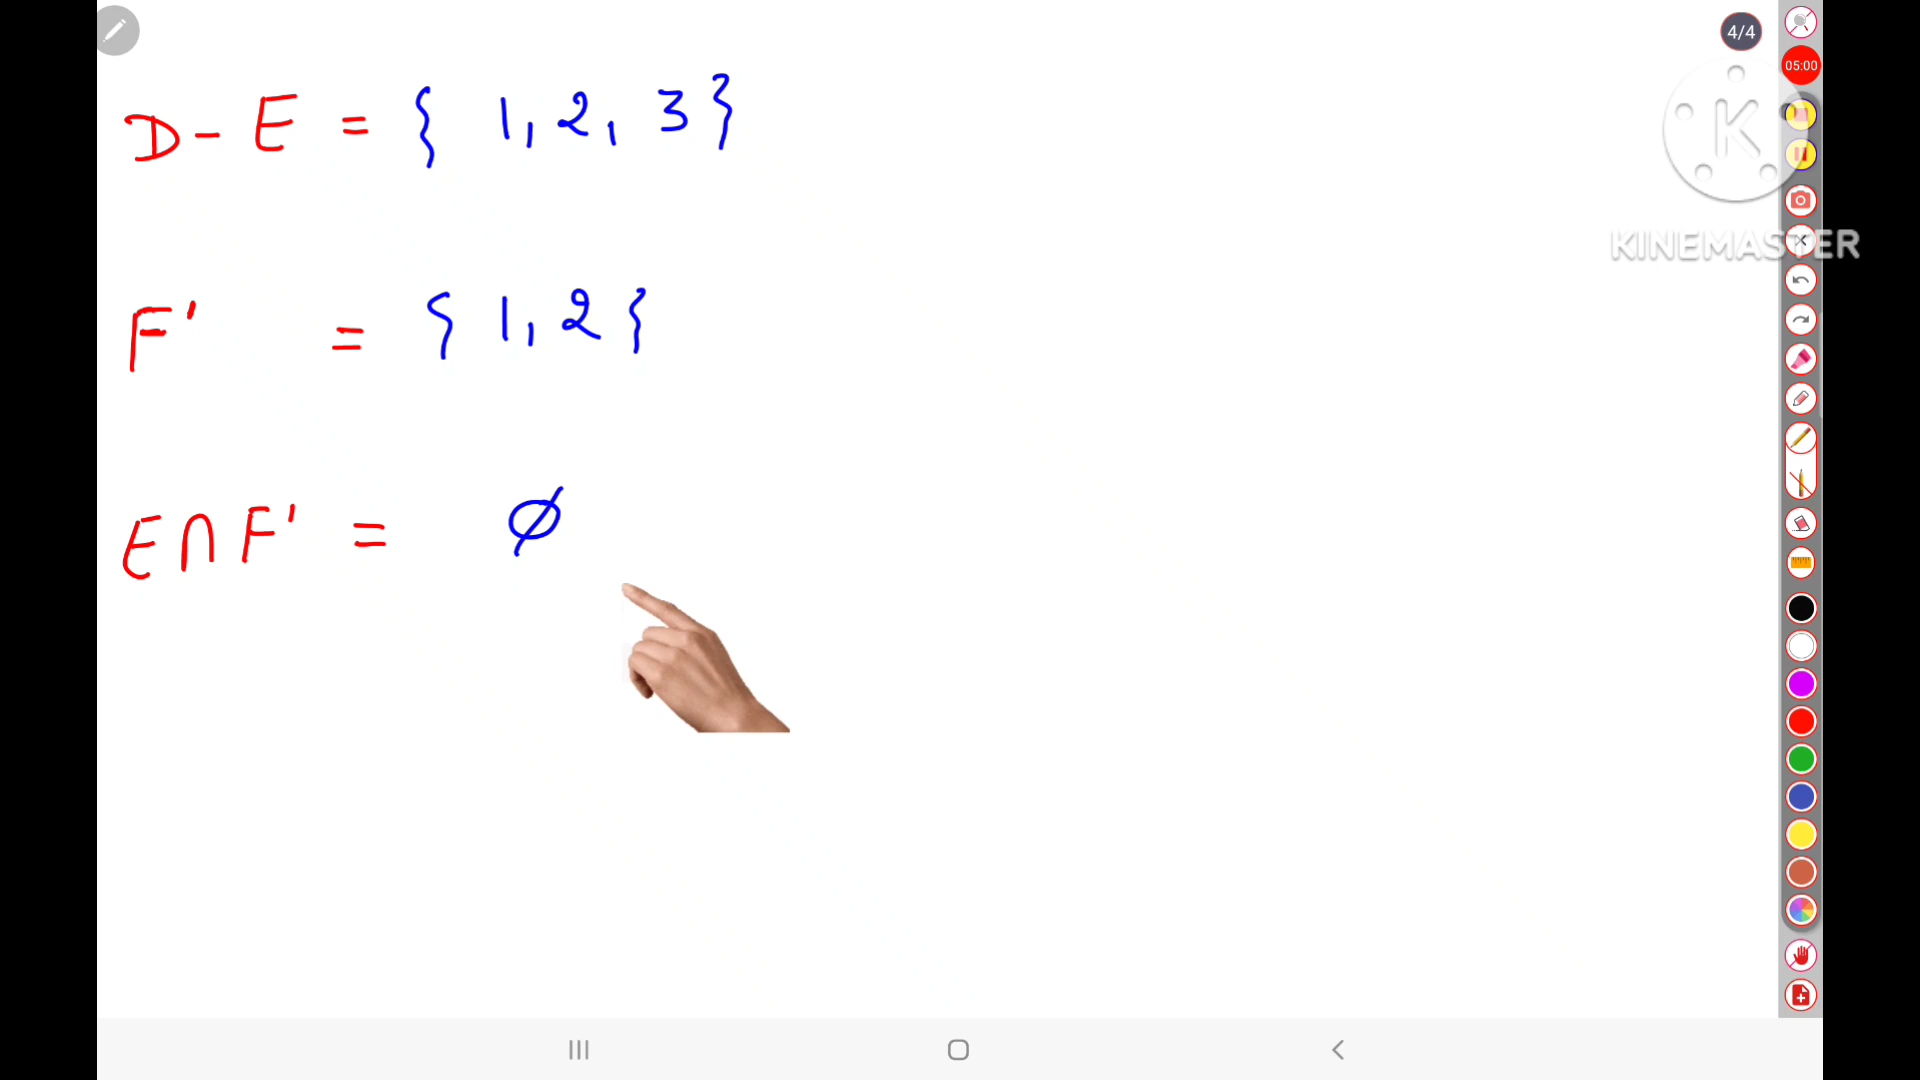 4/4
05:00
D - E = { 1, 2, 3 }
K
KINEMASTER
F' = { 1, 2 {
E ∩ F' = ∅